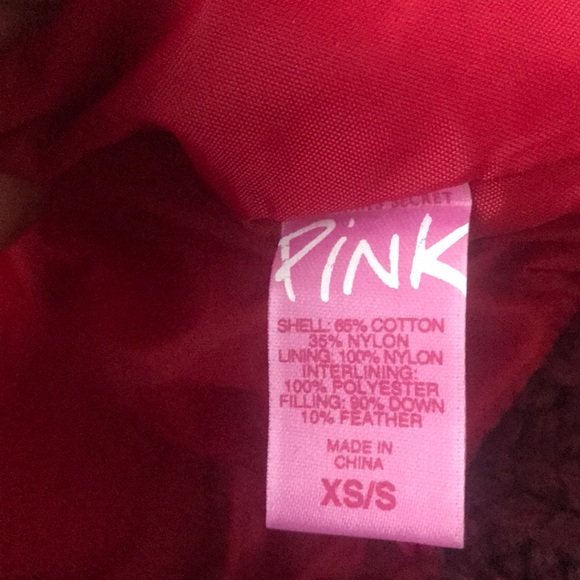 SECRET
PINK
SHELL: 65% COTTON
35% NYLON
LINING: 100% NYLON
INTERLINING:
100% POLYESTER
FILLING: 90% DOWN
10% FEATHER
MADE IN
CHINA
XS/S